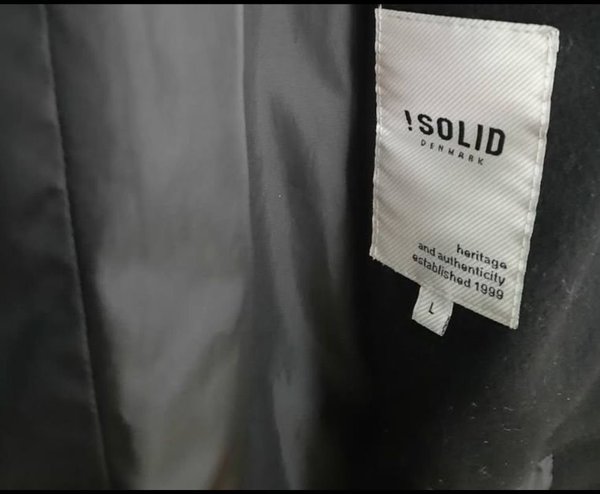 !SOLID
DENMARK
heritage
and authenticity
established 1999
L